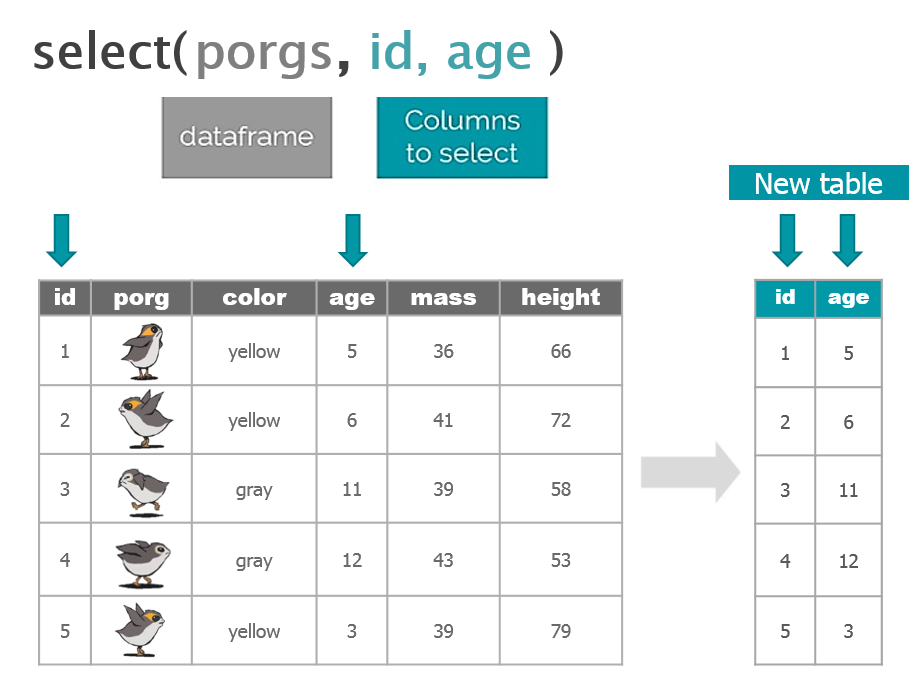 select(porgs, id, age )
dataframe
Columns
to select
New table
id porg color age mass height
1 yellow 5 36 66
2 yellow 6 41 72
3 gray 11 39 58
4 gray 12 43 53
5 yellow 3 39 79
id age
1 5
2 6
3 11
4 12
5 3